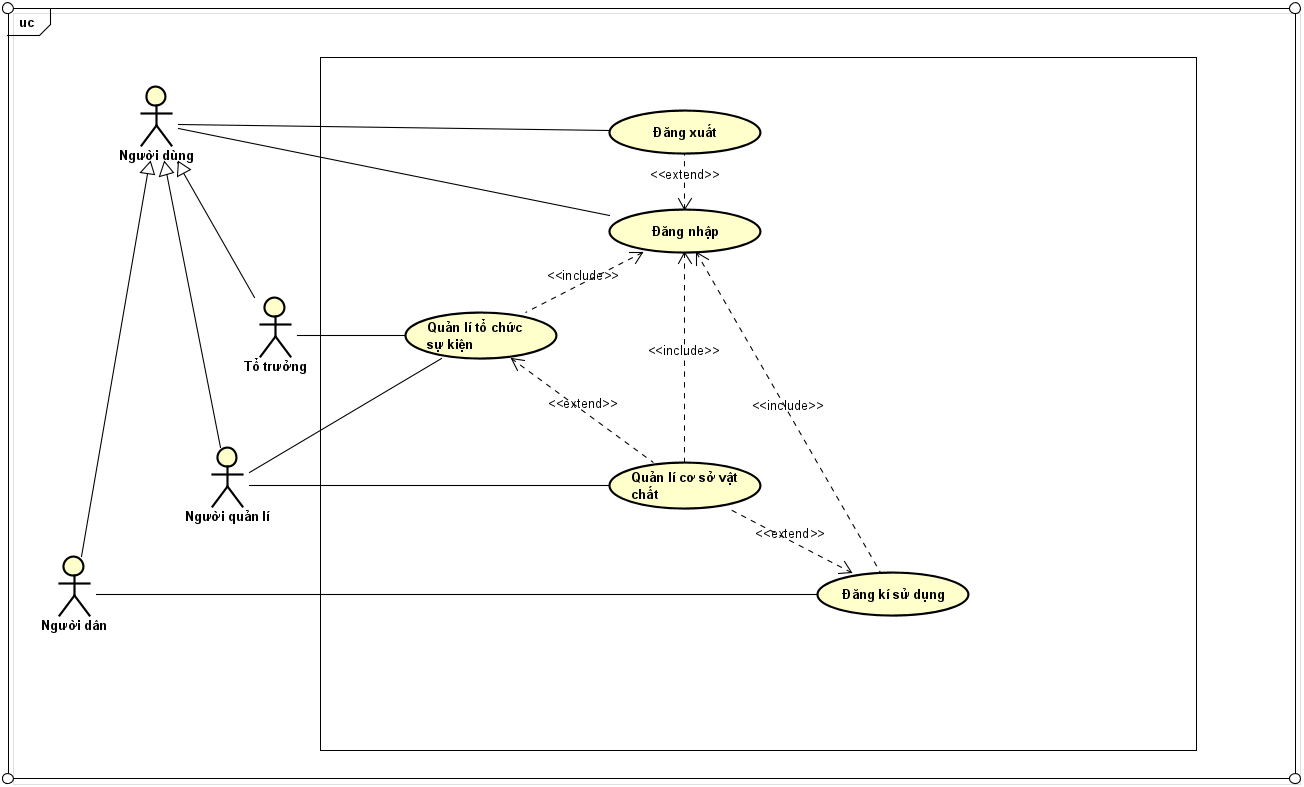 uc
Đăng xuất
Người dùng
<<extend>>
Đăng nhập
<<include>>
Quản lí tổ chức
sự kiện
Tổ trưởng
<<include>>
<<extend>>
<<include>>
Quản lí cơ sở vật
chất
Người quản lí
<<extend>>
Đăng kí sử dụng
Người dân